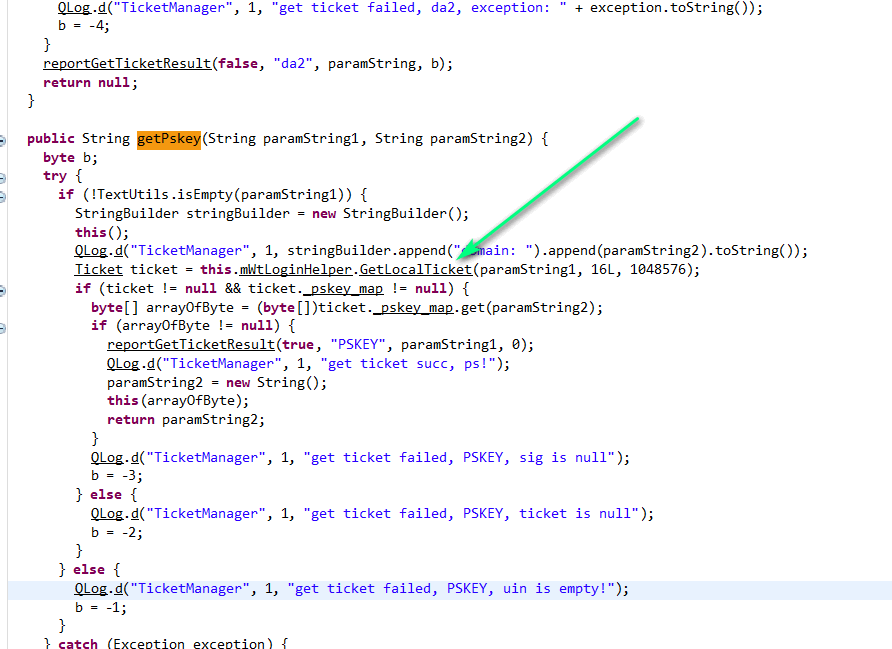 QLog.d("TicketManager", 1, "get ticket failed, da2, exception: " + exception.toString());
b = -4;
}
reportGetTicketResult(false, "da2", paramString, b);
return null;
}
public String getPskey(String paramString1, String paramString2) {
byte b;
try {
if (!TextUtils.isEmpty(paramString1)) {
StringBuilder stringBuilder = new StringBuilder();
this();
QLog.d("TicketManager", 1, stringBuilder.append("domain: ").append(paramString2).toString());
Ticket ticket = this.mWtLoginHelper.GetLocalTicket(paramString1, 16L, 1048576);
if (ticket != null && ticket._pskey_map != null) {
byte[] arrayOfByte = (byte[])ticket._pskey_map.get(paramString2);
if (arrayOfByte != null) {
reportGetTicketResult(true, "PSKEY", paramString1, 0);
QLog.d("TicketManager", 1, "get ticket succ, ps!");
paramString2 = new String();
this(arrayOfByte);
return paramString2;
}
QLog.d("TicketManager", 1, "get ticket failed, PSKEY, sig is null");
b = -3;
} else {
QLog.d("TicketManager", 1, "get ticket failed, PSKEY, ticket is null");
b = -2;
}
} else {
QLog.d("TicketManager", 1, "get ticket failed, PSKEY, uin is empty!");
b = -1;
}
} catch (Exception exception) {